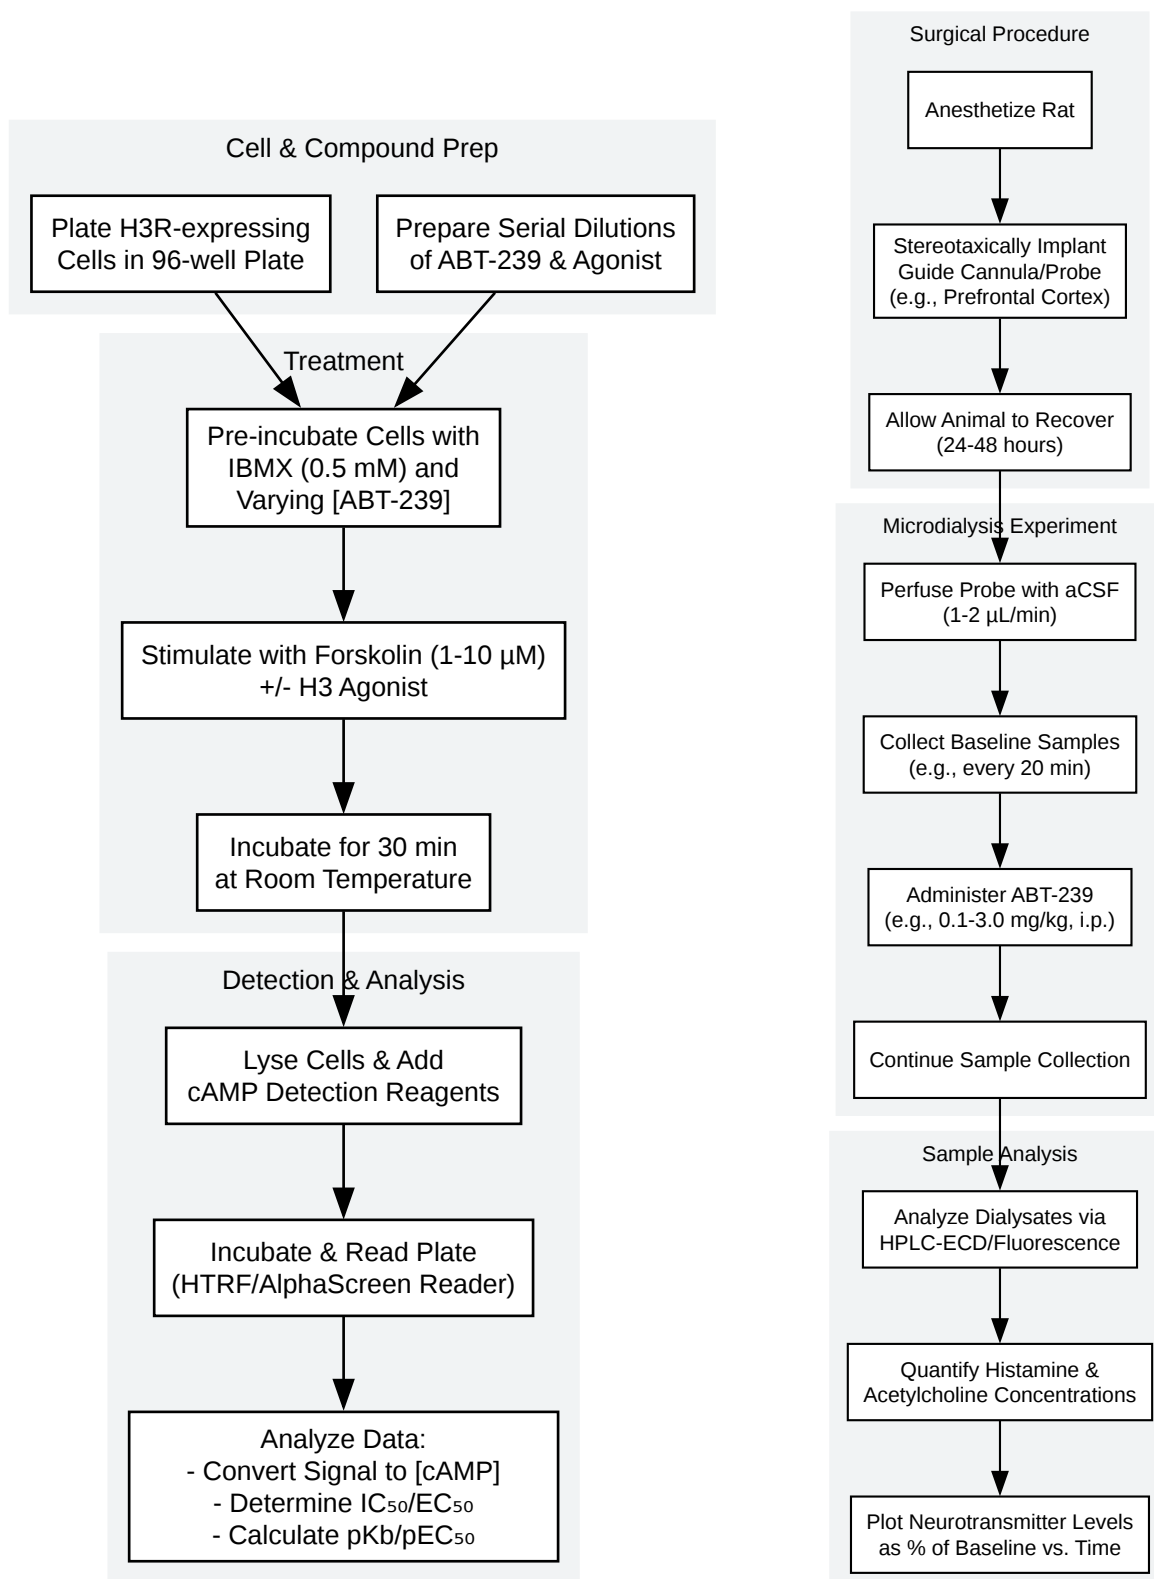 Cell & Compound Prep
Plate H3R-expressing
Cells in 96-well Plate
Prepare Serial Dilutions
of ABT-239 & Agonist
Treatment
Pre-incubate Cells with
IBMX (0.5 mM) and
Varying [ABT-239]
Stimulate with Forskolin (1-10 µM)
+/- H3 Agonist
Incubate for 30 min
at Room Temperature
Detection & Analysis
Lyse Cells & Add
cAMP Detection Reagents
Incubate & Read Plate
(HTRF/AlphaScreen Reader)
Analyze Data:
- Convert Signal to [cAMP]
- Determine IC₅₀/EC₅₀
- Calculate pKb/pEC₅₀
Surgical Procedure
Anesthetize Rat
Stereotaxically Implant
Guide Cannula/Probe
(e.g., Prefrontal Cortex)
Allow Animal to Recover
(24-48 hours)
Microdialysis Experiment
Perfuse Probe with aCSF
(1-2 µL/min)
Collect Baseline Samples
(e.g., every 20 min)
Administer ABT-239
(e.g., 0.1-3.0 mg/kg, i.p.)
Continue Sample Collection
Sample Analysis
Analyze Dialysates via
HPLC-ECD/Fluorescence
Quantify Histamine &
Acetylcholine Concentrations
Plot Neurotransmitter Levels
as % of Baseline vs. Time